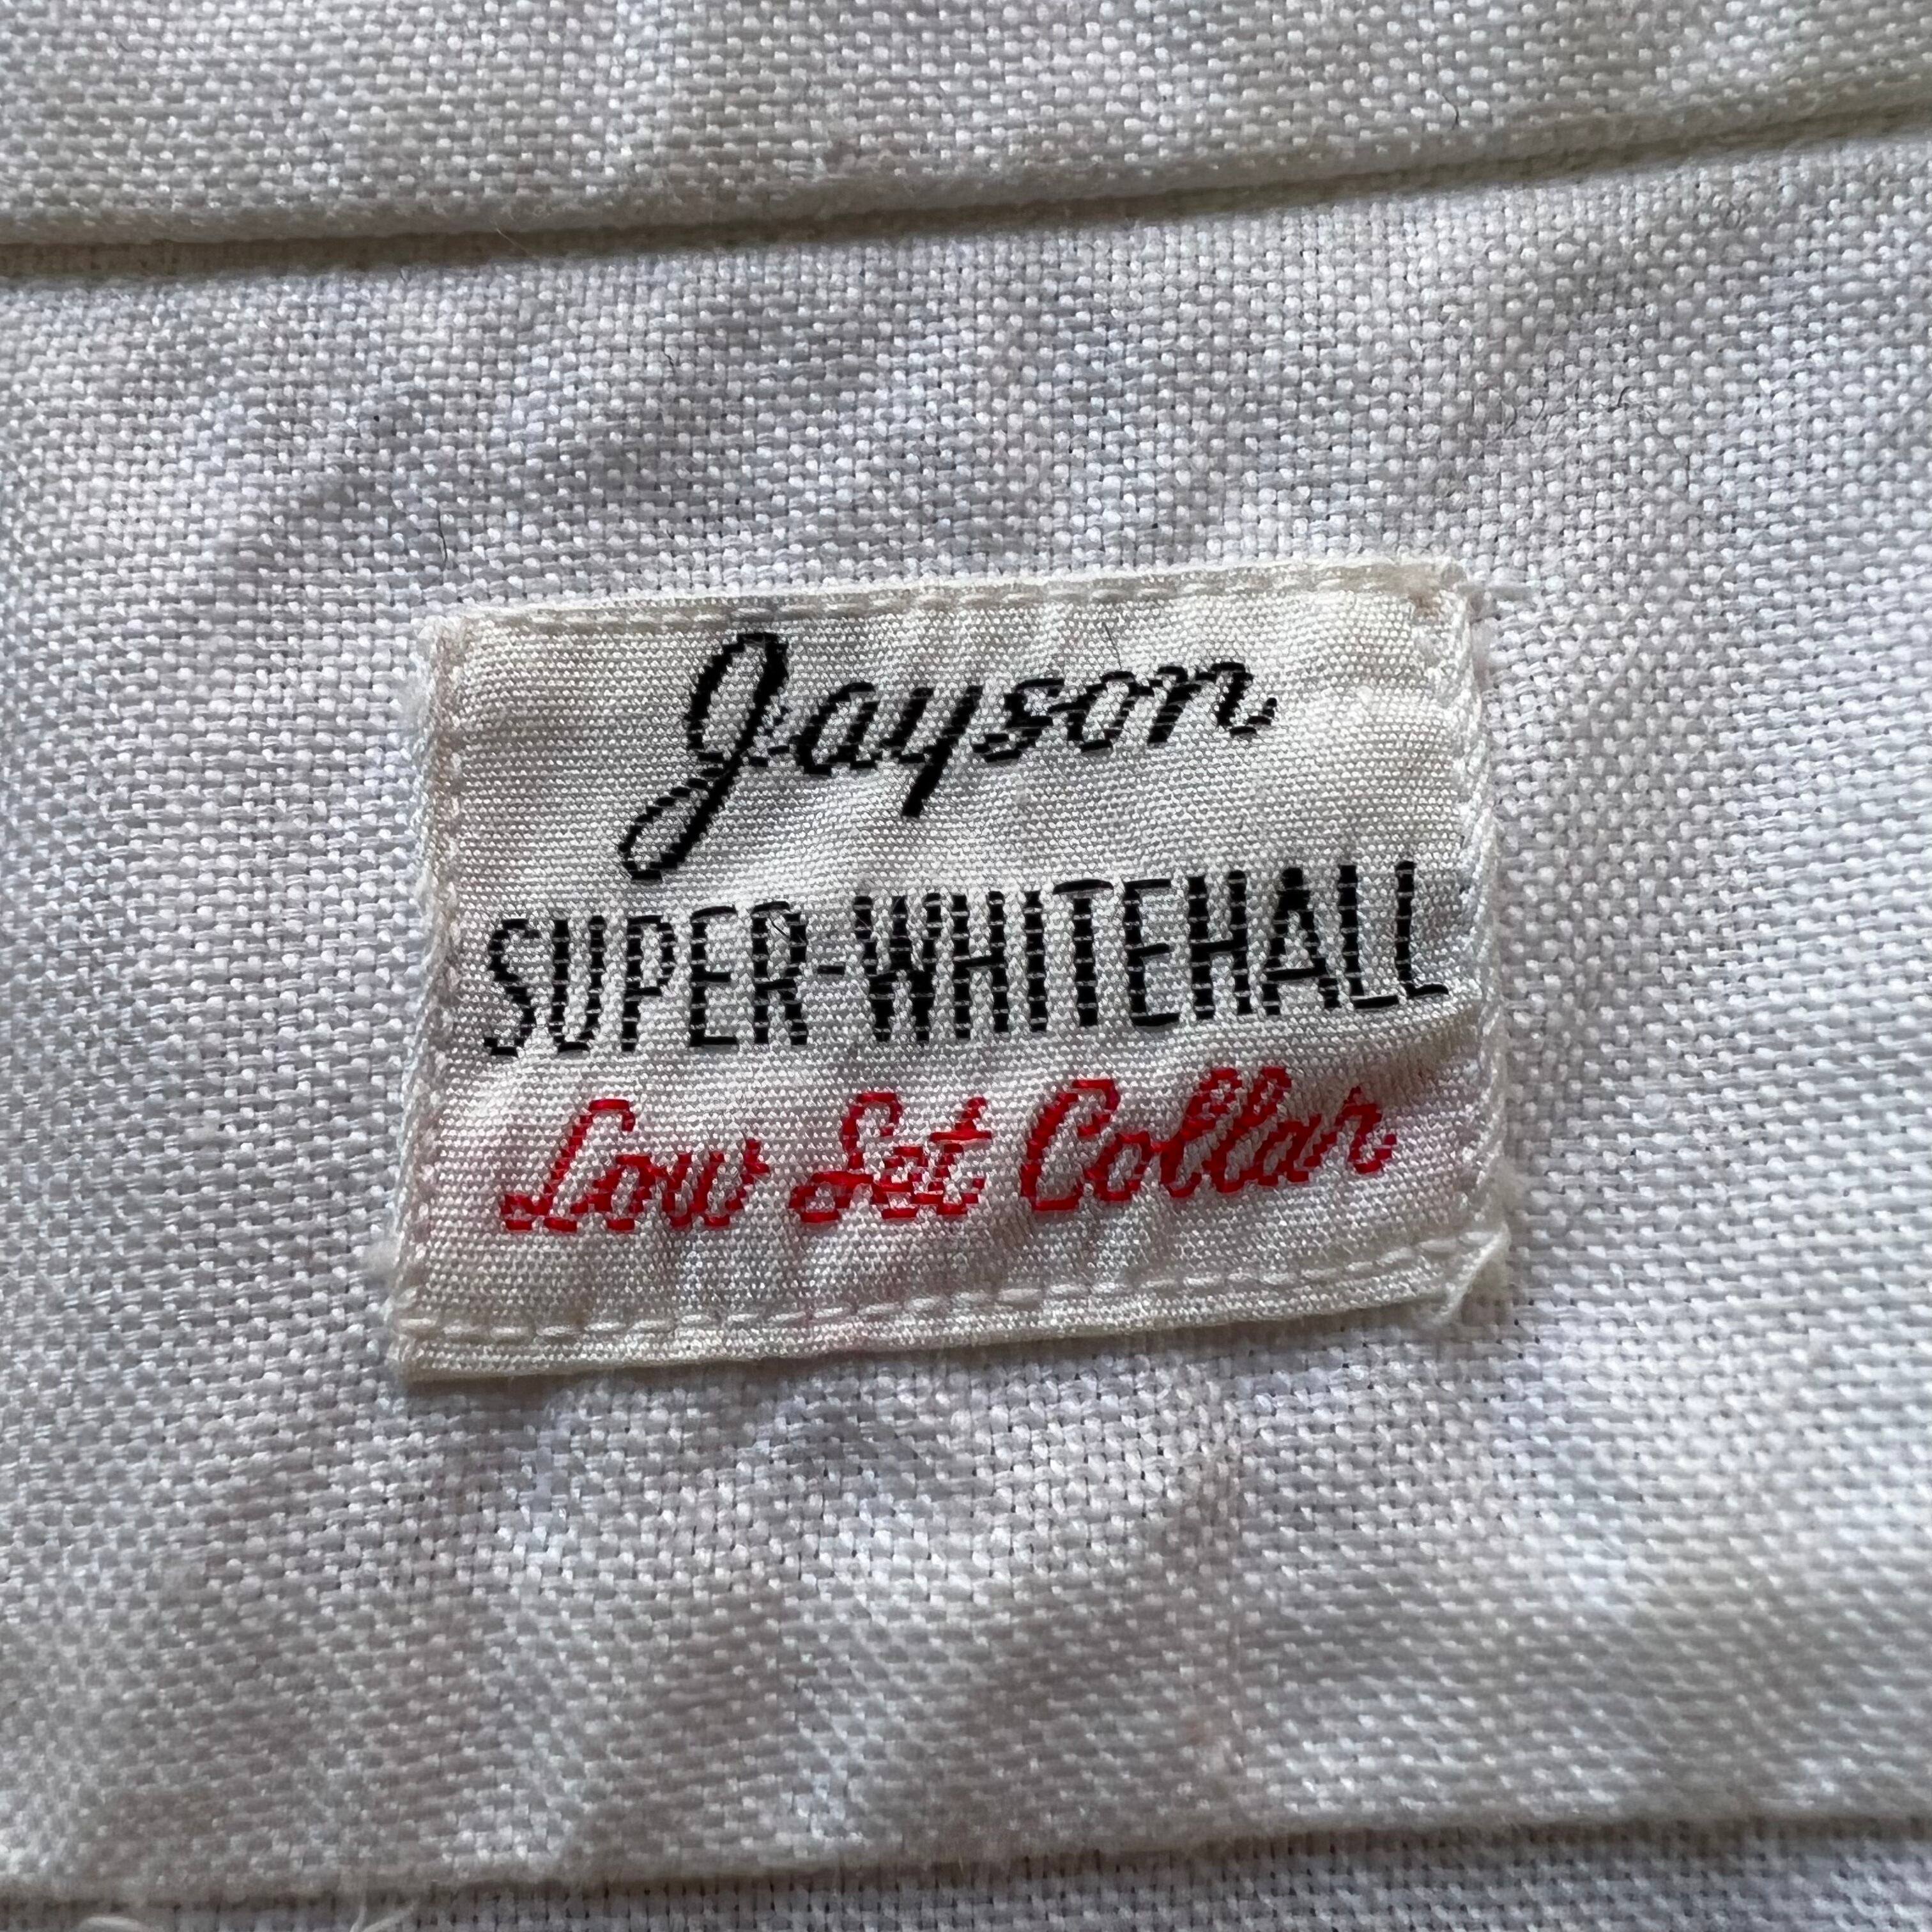 Jayson
SUPER-WHITEHALL
Low Set Collar